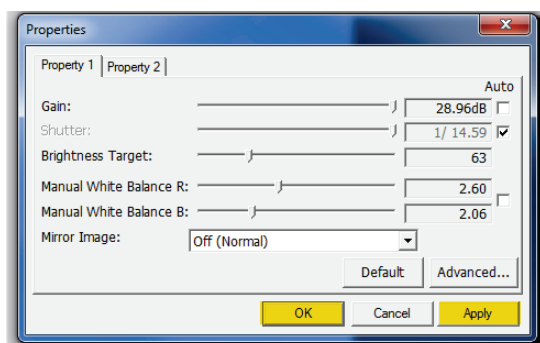 Properties
Property 1 Property 2
Auto
Gain: 28.96dB
Shutter: 1/ 14.59
Brightness Target: 63
Manual White Balance R: 2.60
Manual White Balance B: 2.06
Mirror Image: Off (Normal)
Default Advanced...
OK Cancel Apply